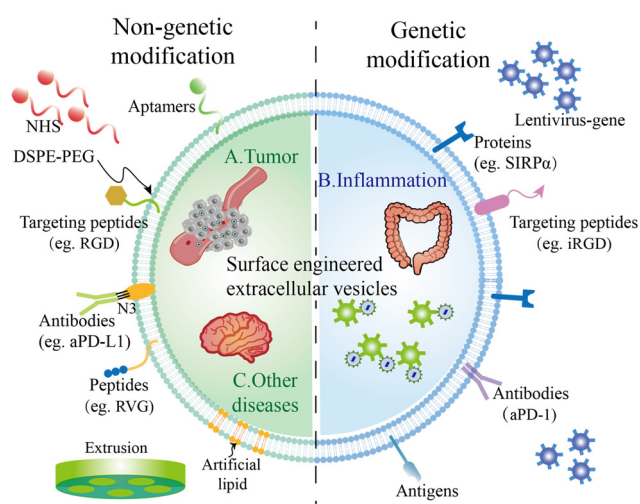 Non-genetic
modification
Genetic
modification
NHS
Aptamers
DSPE-PEG
Targeting peptides
(eg. RGD)
N3
Antibodies
(eg. aPD-L1)
Peptides
(eg. RVG)
Extrusion
Artificial
lipid
A.Tumor
B.Inflammation
Surface engineered
extracellular vesicles
C.Other
diseases
Lentivirus-gene
Proteins
(eg. SIRPα)
Targeting peptides
(eg. iRGD)
Antibodies
(aPD-1)
Antigens